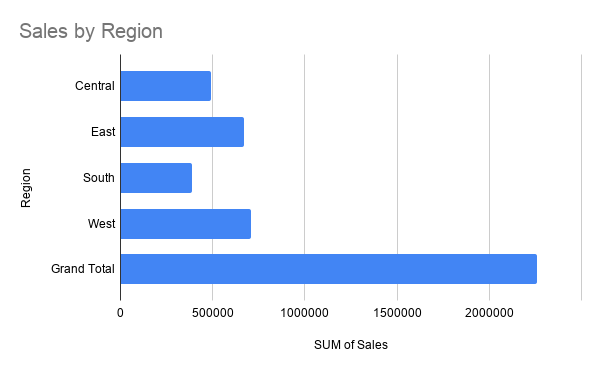 Sales by Region
Region
Central
East
South
West
Grand Total
0 500000 1000000 1500000 2000000
SUM of Sales